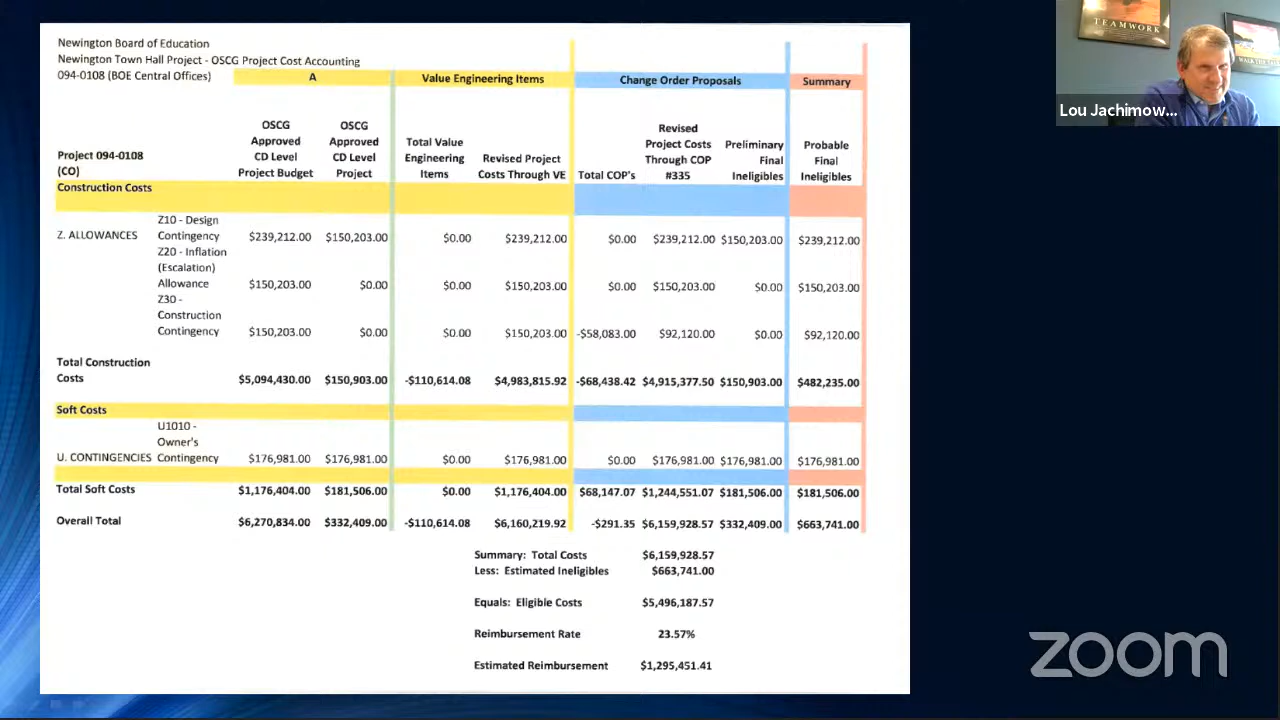 Newington Board of Education
Newington Town Hall Project - OSCG Project Cost Accounting
094-0108 (BOE Central Offices) A Value Engineering Items Change Order Proposals Summary
Project 094-0108 (CO)
OSCG Approved CD Level Project Budget
OSCG Approved CD Level Project
Total Value Engineering Items
Revised Project Costs Through VE
Total COP's
Revised Project Costs Through COP #335
Preliminary Final Ineligibles
Probable Final Ineligibles
Construction Costs
Z. ALLOWANCES Z10 - Design Contingency $239,212.00 $150,203.00 $0.00 $239,212.00 $0.00 $239,212.00 $150,203.00 $239,212.00
Z20 - Inflation (Escalation) Allowance $150,203.00 $0.00 $0.00 $150,203.00 $0.00 $150,203.00 $0.00 $150,203.00
Z30 - Construction Contingency $150,203.00 $0.00 $0.00 $150,203.00 -$58,083.00 $92,120.00 $0.00 $92,120.00
Total Construction Costs $5,094,430.00 $150,903.00 -$110,614.08 $4,983,815.92 -$68,438.42 $4,915,377.50 $150,903.00 $482,235.00
Soft Costs
U. CONTINGENCIES U1010 - Owner's Contingency $176,981.00 $176,981.00 $0.00 $176,981.00 $0.00 $176,981.00 $176,981.00 $176,981.00
Total Soft Costs $1,176,404.00 $181,506.00 $0.00 $1,176,404.00 $68,147.07 $1,244,551.07 $181,506.00 $181,506.00
Overall Total $6,270,834.00 $332,409.00 -$110,614.08 $6,160,219.92 -$291.35 $6,159,928.57 $332,409.00 $663,741.00
Summary: Total Costs $6,159,928.57
Less: Estimated Ineligibles $663,741.00
Equals: Eligible Costs $5,496,187.57
Reimbursement Rate 23.57%
Estimated Reimbursement $1,295,451.41
TEAMWORK
Lou Jachimow...
zoom